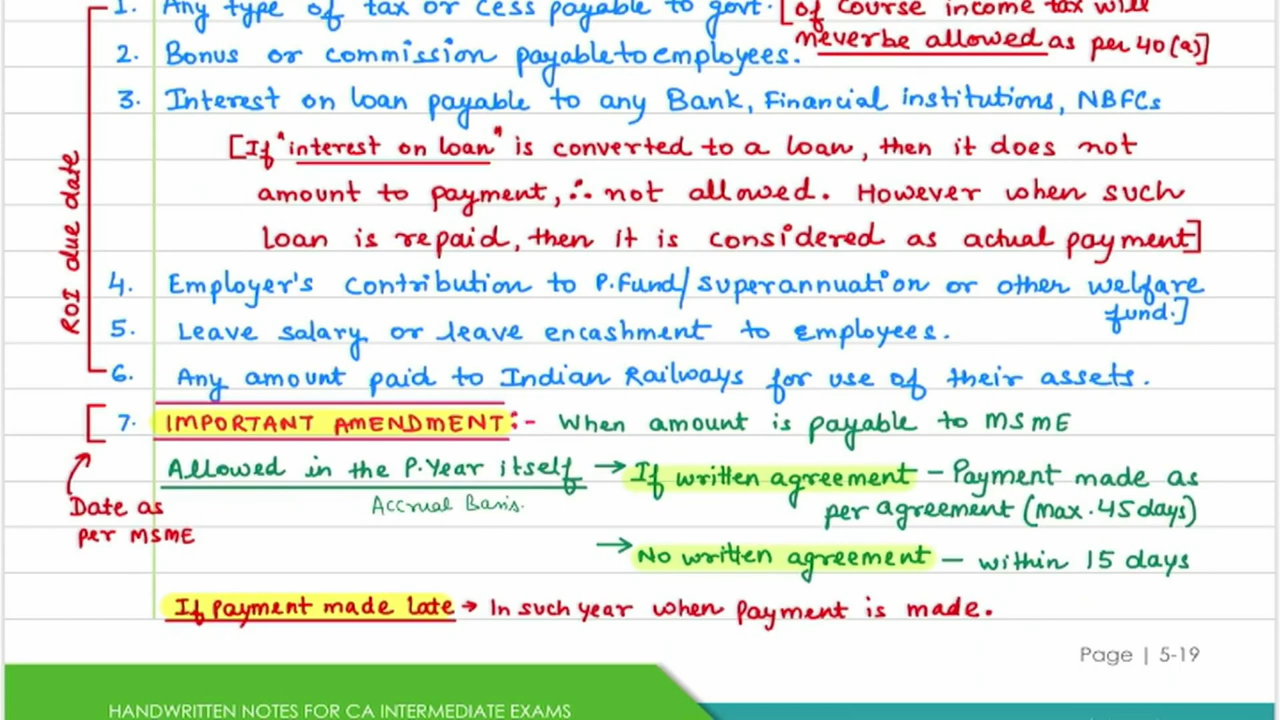 1. Any type of tax or cess payable to govt. [of course income tax will
never be allowed as per 40(a)]
2. Bonus or commission payable to employees.
3. Interest on loan payable to any Bank, Financial institutions, NBFCs
[If "interest on loan" is converted to a loan, then it does not
amount to payment, ∴ not allowed. However when such
loan is repaid, then it is considered as actual payment]
ROI due date
4. Employer's contribution to P.Fund/superannuation or other welfare
fund.]
5. Leave salary or leave encashment to employees.
6. Any amount paid to Indian Railways for use of their assets.
7. IMPORTANT AMENDMENT:- When amount is payable to MSME
Allowed in the P.Year itself → If written agreement – Payment made as
Accrual Basis.
per agreement (Max. 45 days)
Date as
per MSME
→ No written agreement – within 15 days
If payment made late → In such year when payment is made.
Page | 5-19
HANDWRITTEN NOTES FOR CA INTERMEDIATE EXAMS